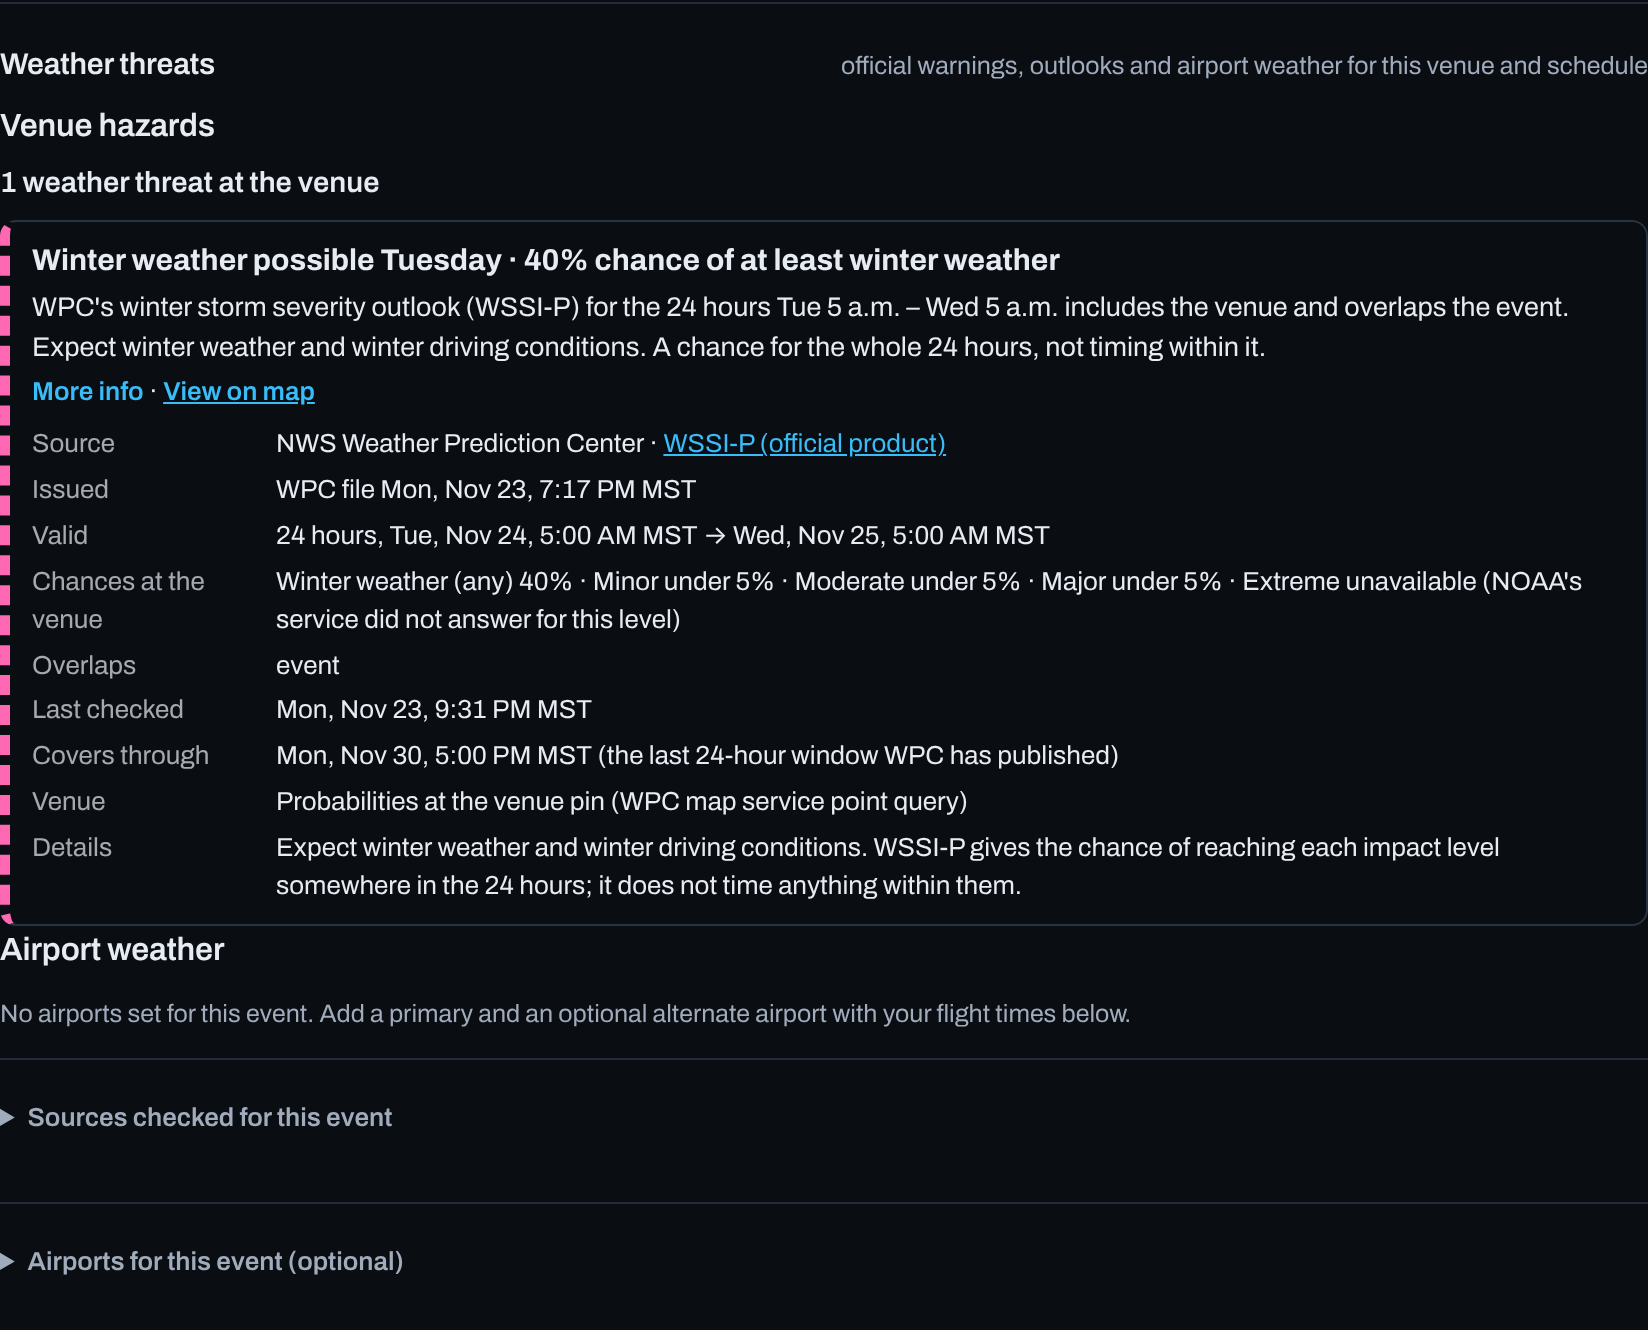 Weather threats
official warnings, outlooks and airport weather for this venue and schedule
Venue hazards
1 weather threat at the venue
Winter weather possible Tuesday · 40% chance of at least winter weather
WPC's winter storm severity outlook (WSSI-P) for the 24 hours Tue 5 a.m. – Wed 5 a.m. includes the venue and overlaps the event.
Expect winter weather and winter driving conditions. A chance for the whole 24 hours, not timing within it.
More info · View on map
Source NWS Weather Prediction Center · WSSI-P (official product)
Issued WPC file Mon, Nov 23, 7:17 PM MST
Valid 24 hours, Tue, Nov 24, 5:00 AM MST → Wed, Nov 25, 5:00 AM MST
Chances at the venue Winter weather (any) 40% · Minor under 5% · Moderate under 5% · Major under 5% · Extreme unavailable (NOAA's
service did not answer for this level)
Overlaps event
Last checked Mon, Nov 23, 9:31 PM MST
Covers through Mon, Nov 30, 5:00 PM MST (the last 24-hour window WPC has published)
Venue Probabilities at the venue pin (WPC map service point query)
Details Expect winter weather and winter driving conditions. WSSI-P gives the chance of reaching each impact level
somewhere in the 24 hours; it does not time anything within them.
Airport weather
No airports set for this event. Add a primary and an optional alternate airport with your flight times below.
Sources checked for this event
Airports for this event (optional)